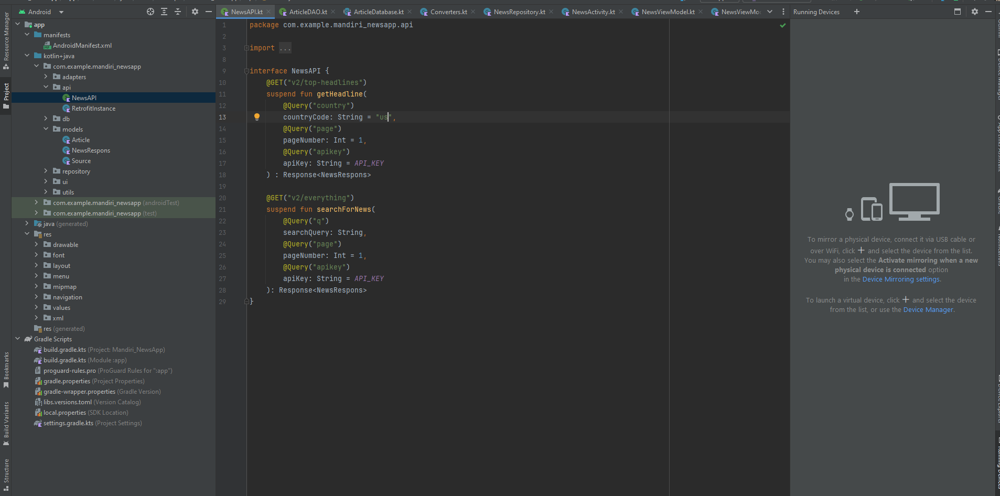 Android
NewsAPI.kt
ArticleDAO.kt
ArticleDatabase.kt
Converters.kt
NewsRepository.kt
NewsActivity.kt
NewsViewModel.kt
NewsViewMo
Running Devices
Resource Manager
Project
Bookmarks
Build Variants
Structure
app
manifests
AndroidManifest.xml
kotlin+java
com.example.mandiri_newsapp
adapters
api
NewsAPI
RetrofitInstance
db
models
Article
NewsRespons
Source
repository
ui
utils
com.example.mandiri_newsapp (androidTest)
com.example.mandiri_newsapp (test)
java (generated)
res
drawable
font
layout
menu
mipmap
navigation
values
xml
res (generated)
Gradle Scripts
build.gradle.kts (Project: Mandiri_NewsApp)
build.gradle.kts (Module :app)
proguard-rules.pro (ProGuard Rules for ":app")
gradle.properties (Project Properties)
gradle-wrapper.properties (Gradle Version)
libs.versions.toml (Version Catalog)
local.properties (SDK Location)
settings.gradle.kts (Project Settings)
1 package com.example.mandiri_newsapp.api
2
3 import ...
8
9 interface NewsAPI {
10 @GET("v2/top-headlines")
11 suspend fun getHeadline(
12 @Query("country")
13 countryCode: String = "us",
14 @Query("page")
15 pageNumber: Int = 1,
16 @Query("apikey")
17 apiKey: String = API_KEY
18 ) : Response<NewsRespons>
19
20 @GET("v2/everything")
21 suspend fun searchForNews(
22 @Query("q")
23 searchQuery: String,
24 @Query("page")
25 pageNumber: Int = 1,
26 @Query("apikey")
27 apiKey: String = API_KEY
28 ): Response<NewsRespons>
29 }
To mirror a physical device, connect it via USB cable or
over WiFi, click + and select the device from the list.
You may also select the Activate mirroring when a new
physical device is connected option
in the Device Mirroring settings.
To launch a virtual device, click + and select the device
from the list, or use the Device Manager.